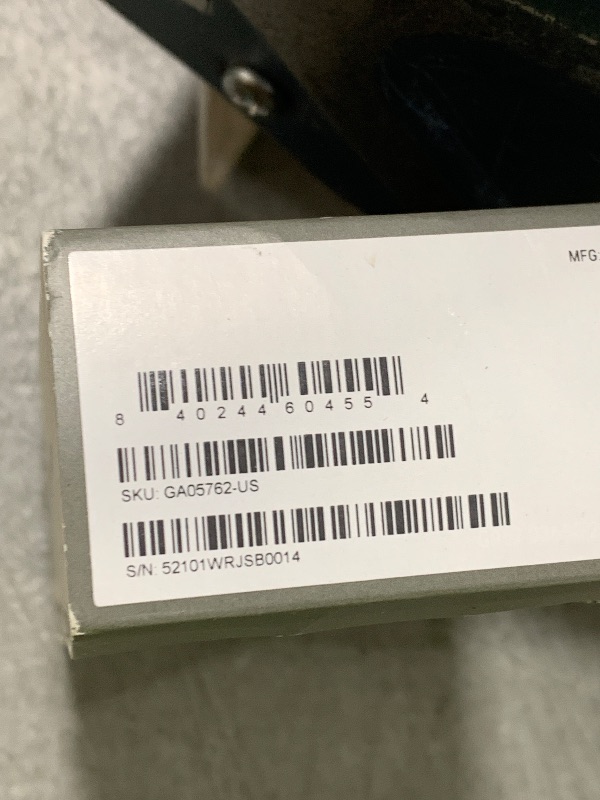 MFG:
8 40244 60455 4
SKU: GA05762-US
S/N: 52101WRJSB0014